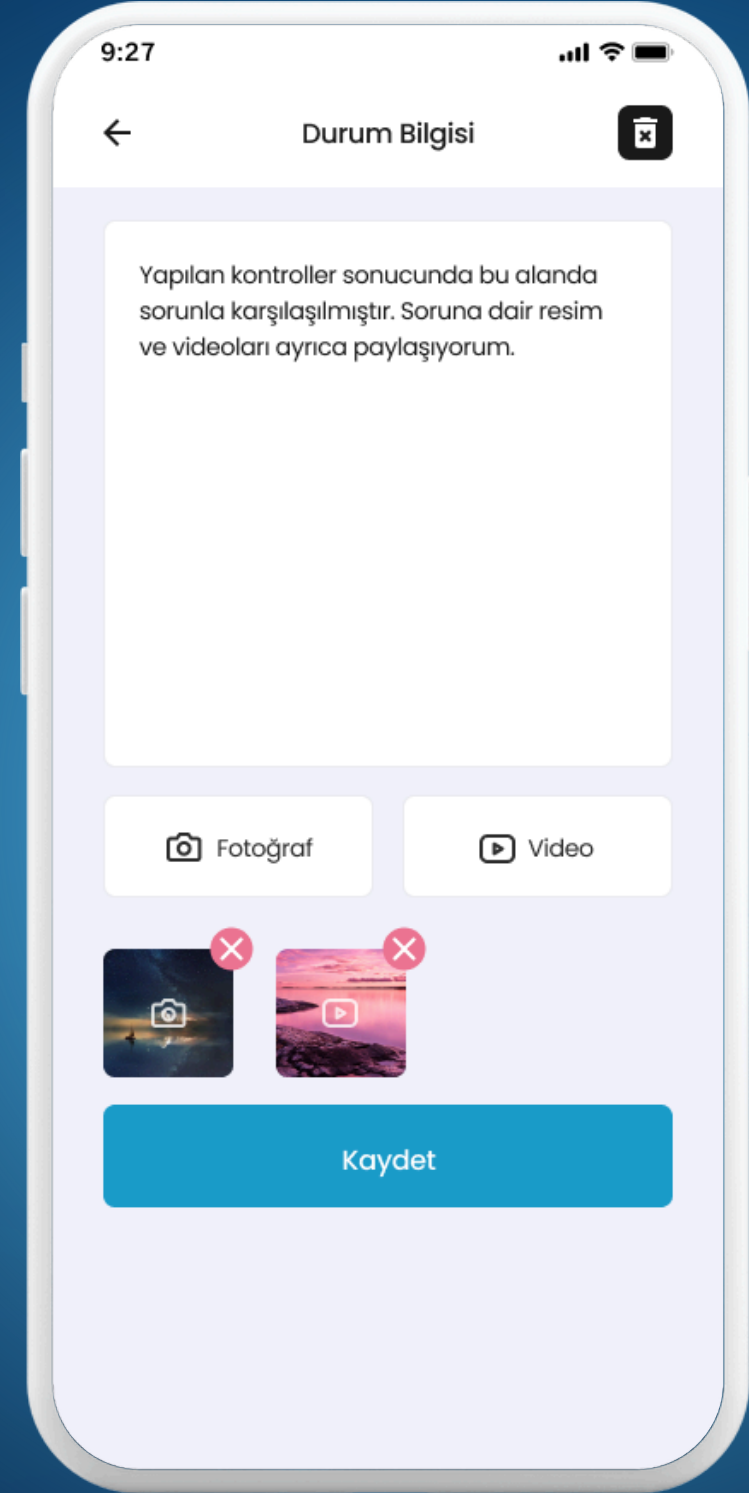 9:27
Durum Bilgisi
Yapılan kontroller sonucunda bu alanda
sorunla karşılaşılmıştır. Soruna dair resim
ve videoları ayrıca paylaşıyorum.
Fotoğraf
Video
Kaydet